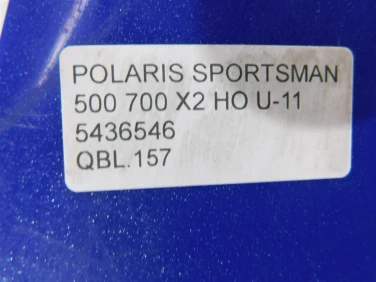 POLARIS SPORTSMAN
500 700 X2 HO U-11
5436546
QBL.157